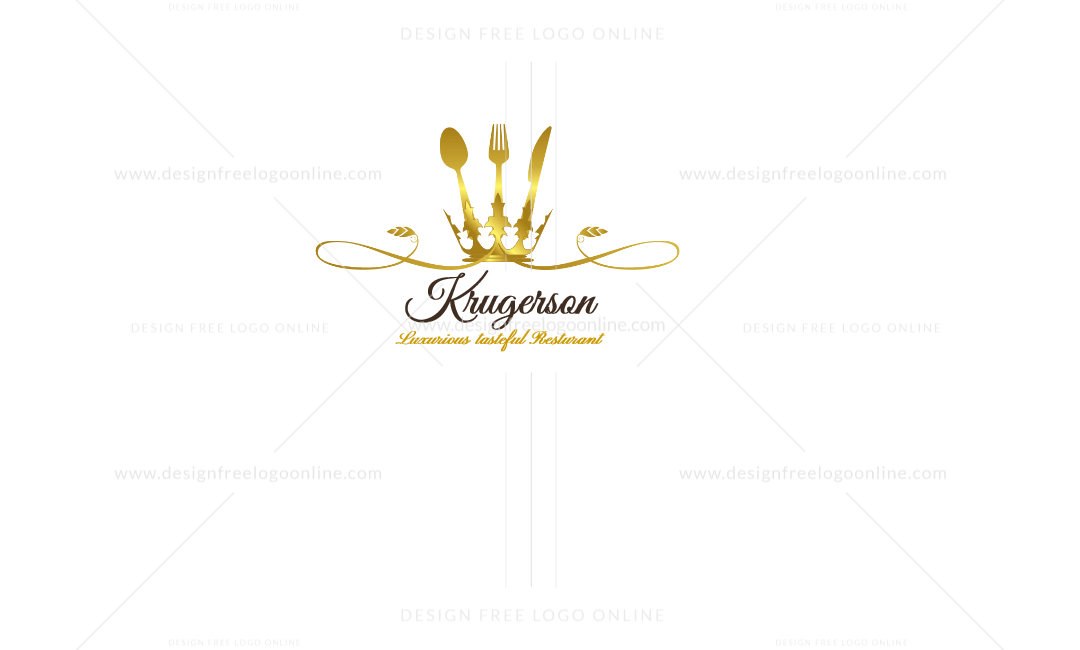 DESIGN FREE LOGO ONLINE DESIGN FREE LOGO ONLINE
DESIGN FREE LOGO ONLINE
www.designfreelogoonline.com www.designfreelogoonline.com
Krugerson
www.designfreelogoonline.com
DESIGN FREE LOGO ONLINE DESIGN FREE LOGO ONLINE
Luxurious tasteful Resturant
www.designfreelogoonline.com www.designfreelogoonline.com
DESIGN FREE LOGO ONLINE
DESIGN FREE LOGO ONLINE DESIGN FREE LOGO ONLINE